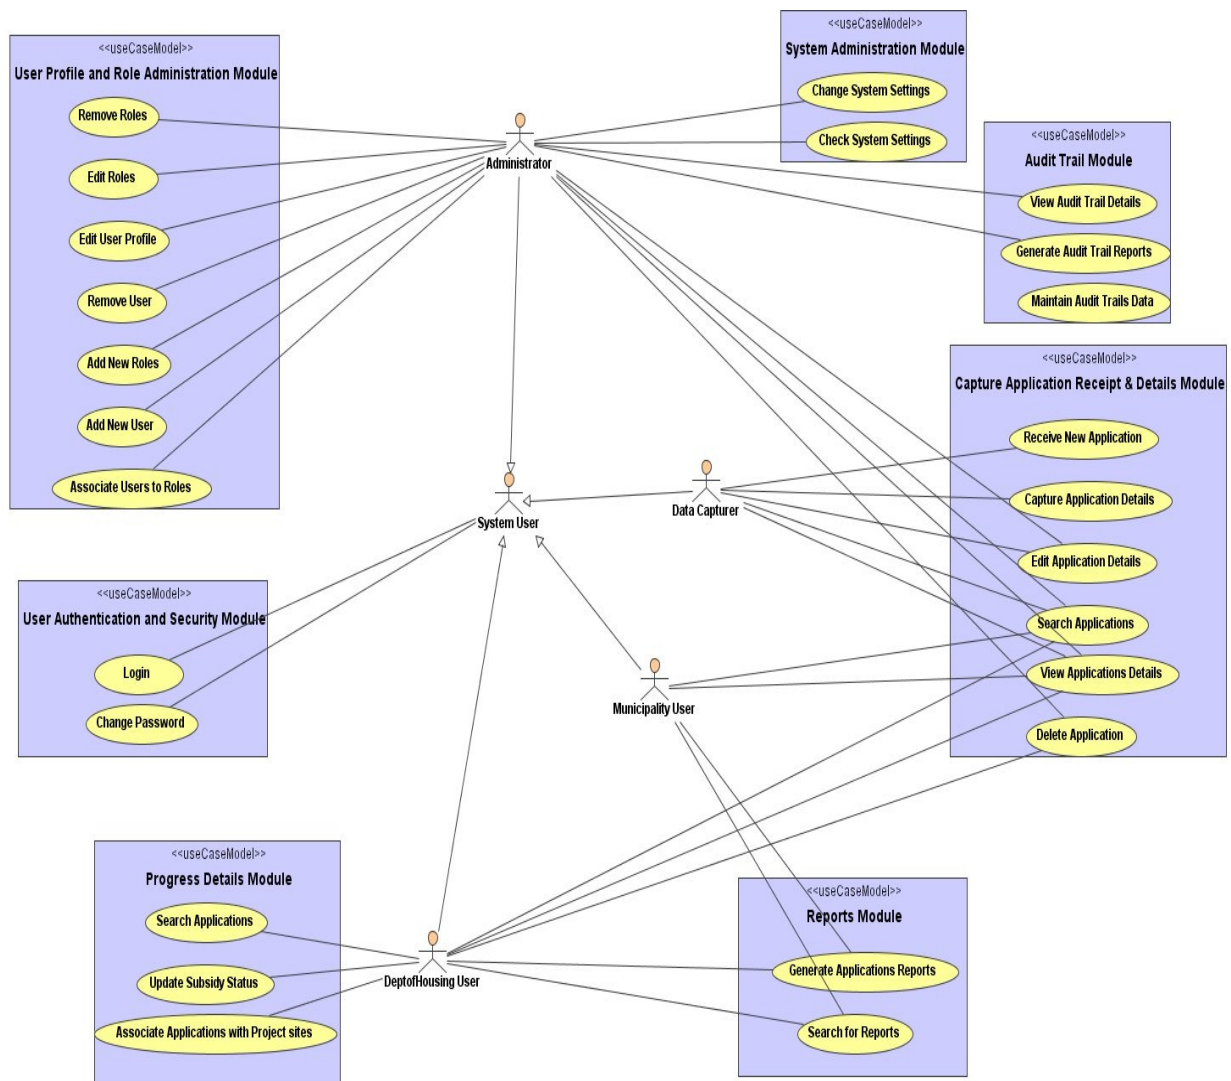 <<useCaseModel>>
User Profile and Role Administration Module
Remove Roles
Edit Roles
Edit User Profile
Remove User
Add New Roles
Add New User
Associate Users to Roles
Administrator
<<useCaseModel>>
System Administration Module
Change System Settings
Check System Settings
<<useCaseModel>>
Audit Trail Module
View Audit Trail Details
Generate Audit Trail Reports
Maintain Audit Trails Data
<<useCaseModel>>
Capture Application Receipt & Details Module
Receive New Application
Capture Application Details
Edit Application Details
Search Applications
View Applications Details
Delete Application
System User
Data Capturer
<<useCaseModel>>
User Authentication and Security Module
Login
Change Password
Municipality User
<<useCaseModel>>
Progress Details Module
Search Applications
Update Subsidy Status
Associate Applications with Project sites
DeptofHousing User
<<useCaseModel>>
Reports Module
Generate Applications Reports
Search for Reports